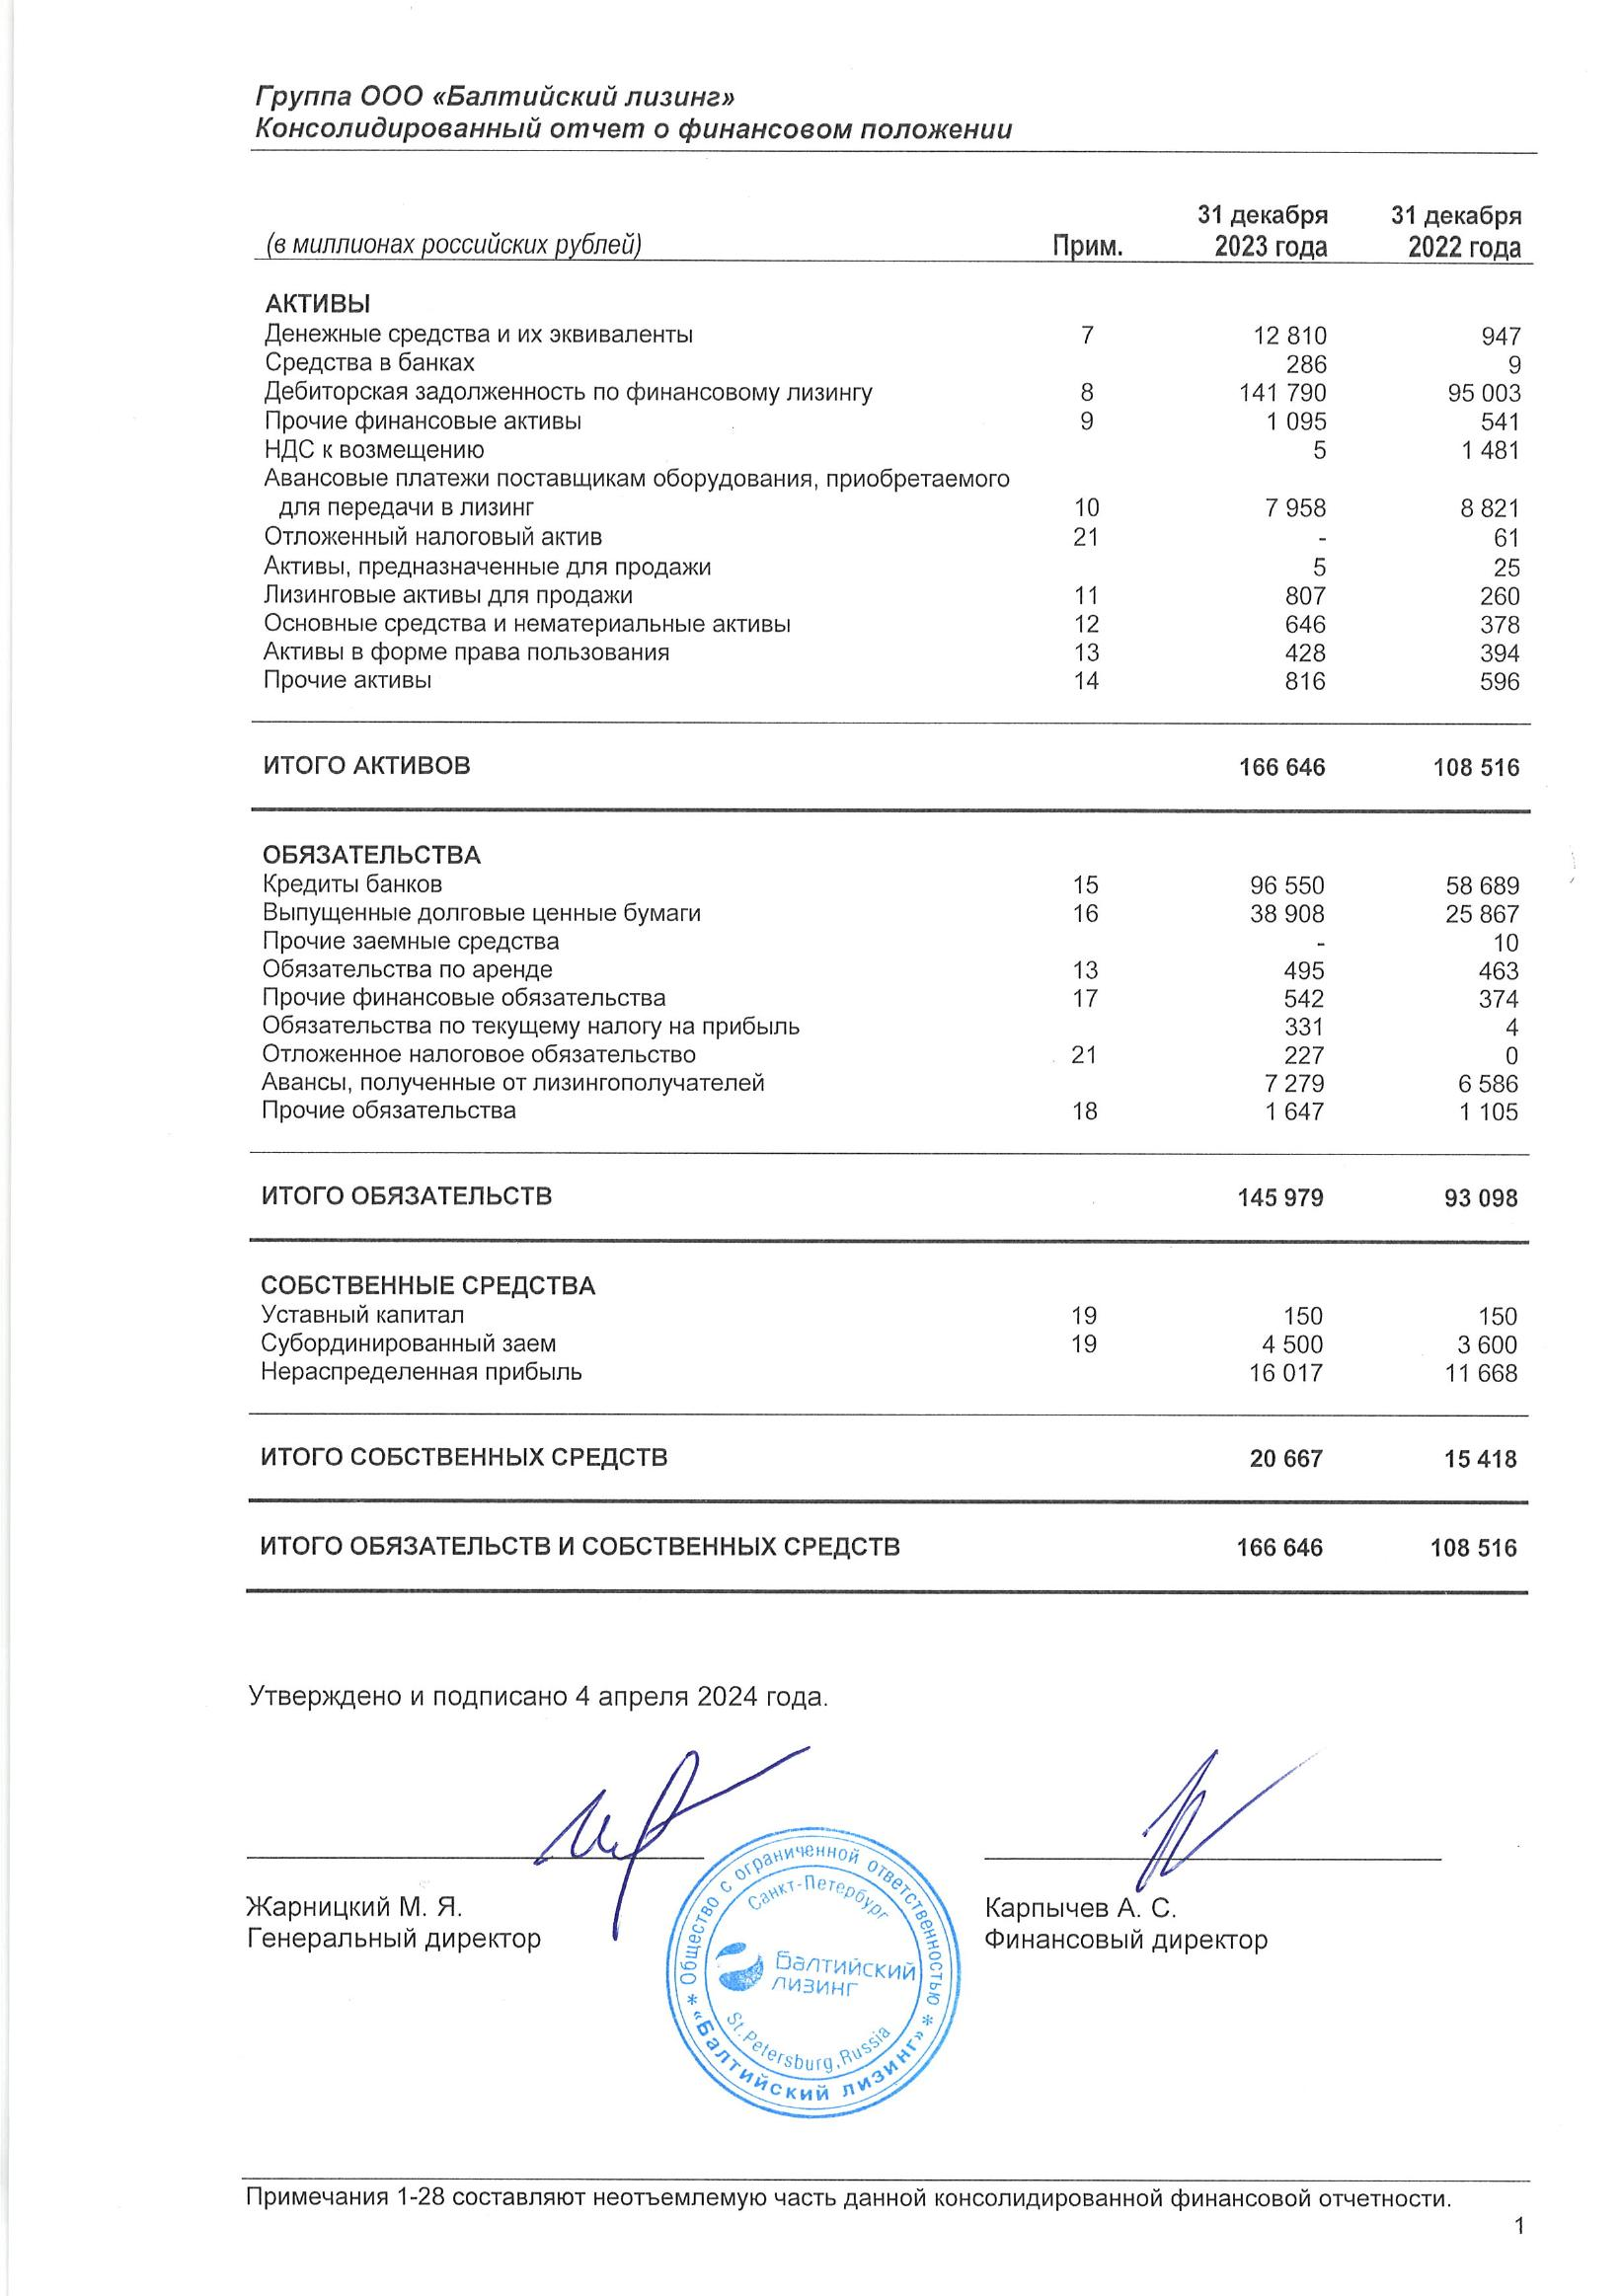 Группа ООО «Балтийский лизинг»
Консолидированный отчет о финансовом положении
31 декабря 31 декабря
(в миллионах российских рублей) Прим. 2023 года 2022 года
АКТИВЫ
Денежные средства и их эквиваленты 7 12 810 947
Средства в банках 286 9
Дебиторская задолженность по финансовому лизингу 8 141 790 95 003
Прочие финансовые активы 9 1 095 541
НДС к возмещению 5 1 481
Авансовые платежи поставщикам оборудования, приобретаемого
для передачи в лизинг 10 7 958 8 821
Отложенный налоговый актив 21 - 61
Активы, предназначенные для продажи 5 25
Лизинговые активы для продажи 11 807 260
Основные средства и нематериальные активы 12 646 378
Активы в форме права пользования 13 428 394
Прочие активы 14 816 596
ИТОГО АКТИВОВ 166 646 108 516
ОБЯЗАТЕЛЬСТВА
Кредиты банков 15 96 550 58 689
Выпущенные долговые ценные бумаги 16 38 908 25 867
Прочие заемные средства - 10
Обязательства по аренде 13 495 463
Прочие финансовые обязательства 17 542 374
Обязательства по текущему налогу на прибыль 331 4
Отложенное налоговое обязательство 21 227 0
Авансы, полученные от лизингополучателей 7 279 6 586
Прочие обязательства 18 1 647 1 105
ИТОГО ОБЯЗАТЕЛЬСТВ 145 979 93 098
СОБСТВЕННЫЕ СРЕДСТВА
Уставный капитал 19 150 150
Субординированный заем 19 4 500 3 600
Нераспределенная прибыль 16 017 11 668
ИТОГО СОБСТВЕННЫХ СРЕДСТВ 20 667 15 418
ИТОГО ОБЯЗАТЕЛЬСТВ И СОБСТВЕННЫХ СРЕДСТВ 166 646 108 516
Утверждено и подписано 4 апреля 2024 года.
Жарницкий М. Я. Карпычев А. С.
Генеральный директор Финансовый директор
* Общество с ограниченной ответственностью *
Санкт-Петербург
Балтийский
лизинг
St.Petersburg,Russia
«Балтийский лизинг»
Примечания 1-28 составляют неотъемлемую часть данной консолидированной финансовой отчетности.
1